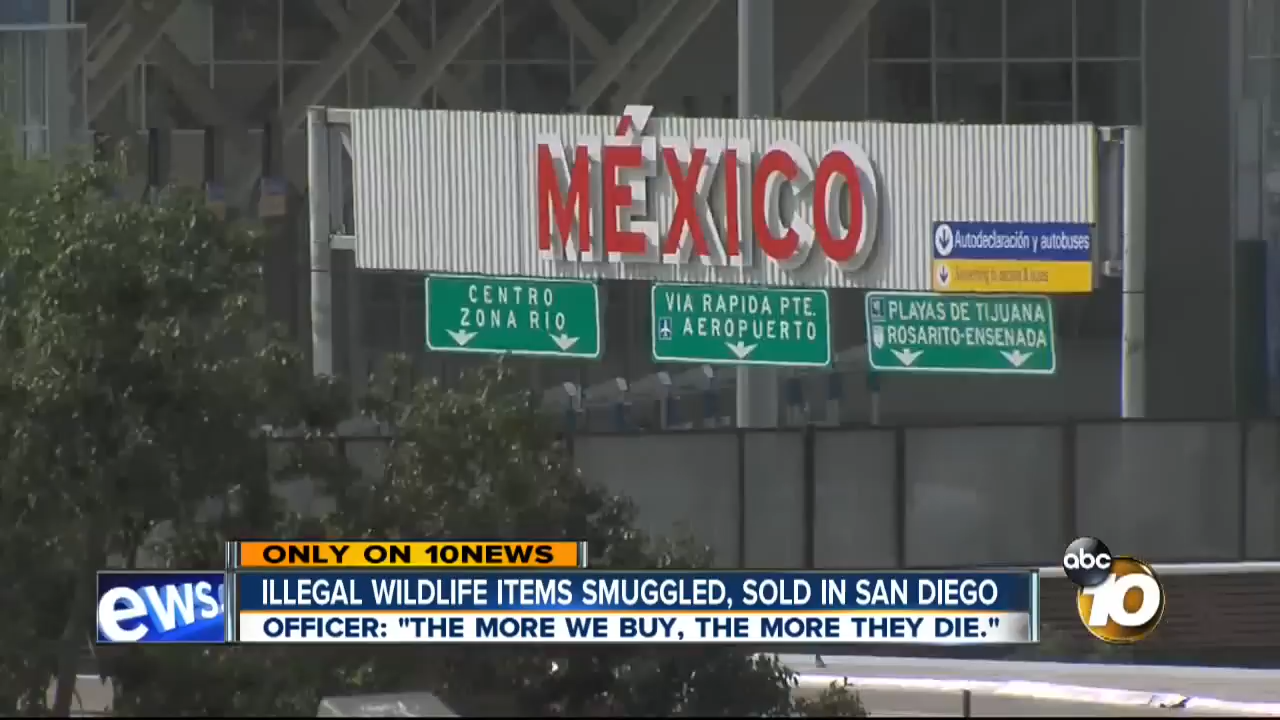 MÉXICO
Autodeclaración y autobuses
CENTRO
ZONA RIO
VIA RAPIDA PTE.
AEROPUERTO
PLAYAS DE TIJUANA
ROSARITO-ENSENADA
ONLY ON 10NEWS
ews.
ILLEGAL WILDLIFE ITEMS SMUGGLED, SOLD IN SAN DIEGO
OFFICER: "THE MORE WE BUY, THE MORE THEY DIE."
abc
10